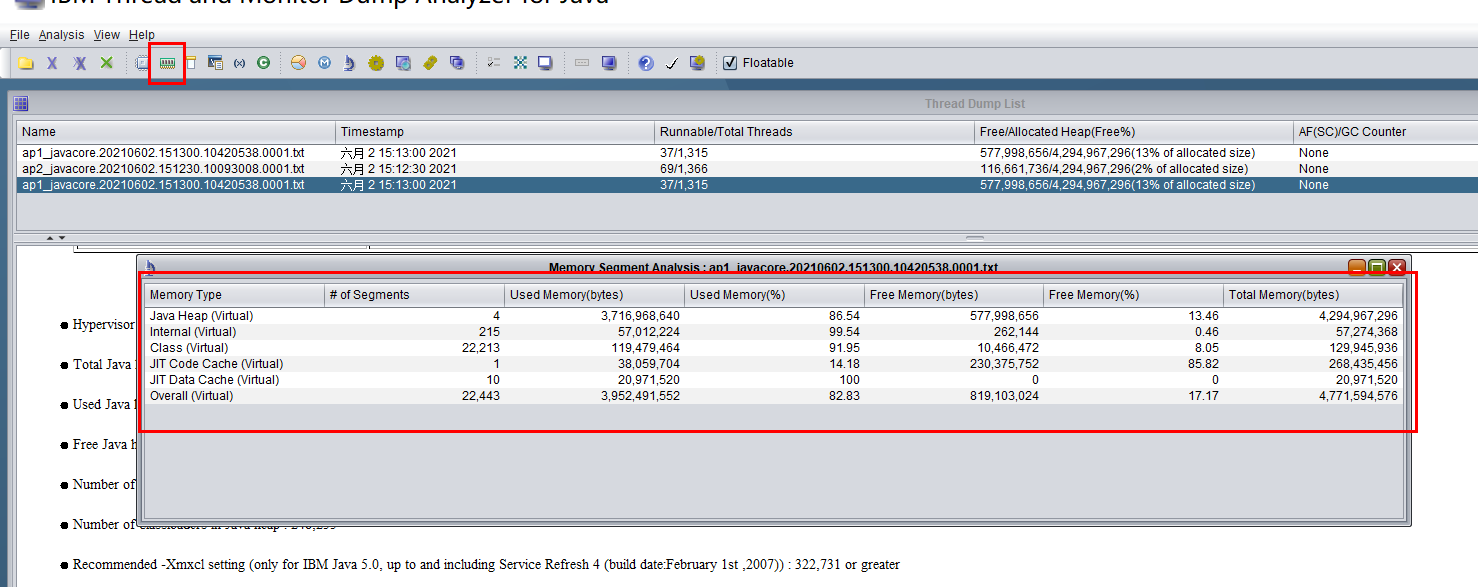 IBM Thread and Monitor Dump Analyzer for Java
File Analysis View Help
Floatable
Thread Dump List
Name Timestamp Runnable/Total Threads Free/Allocated Heap(Free%) AF(SC)/GC Counter
ap1_javacore.20210602.151300.10420538.0001.txt 六月 2 15:13:00 2021 37/1,315 577,998,656/4,294,967,296(13% of allocated size) None
ap2_javacore.20210602.151230.10093008.0001.txt 六月 2 15:12:30 2021 69/1,366 116,661,736/4,294,967,296(2% of allocated size) None
ap1_javacore.20210602.151300.10420538.0001.txt 六月 2 15:13:00 2021 37/1,315 577,998,656/4,294,967,296(13% of allocated size) None
Memory Segment Analysis : ap1_javacore.20210602.151300.10420538.0001.txt
Memory Type # of Segments Used Memory(bytes) Used Memory(%) Free Memory(bytes) Free Memory(%) Total Memory(bytes)
Java Heap (Virtual) 4 3,716,968,640 86.54 577,998,656 13.46 4,294,967,296
Internal (Virtual) 215 57,012,224 99.54 262,144 0.46 57,274,368
Class (Virtual) 22,213 119,479,464 91.95 10,466,472 8.05 129,945,936
JIT Code Cache (Virtual) 1 38,059,704 14.18 230,375,752 85.82 268,435,456
JIT Data Cache (Virtual) 10 20,971,520 100 0 0 20,971,520
Overall (Virtual) 22,443 3,952,491,552 82.83 819,103,024 17.17 4,771,594,576
Hypervisor
Total Java
Used Java
Free Java
Number of
Number of classloaders in Java heap :
Recommended -Xmxcl setting (only for IBM Java 5.0, up to and including Service Refresh 4 (build date:February 1st ,2007)) : 322,731 or greater